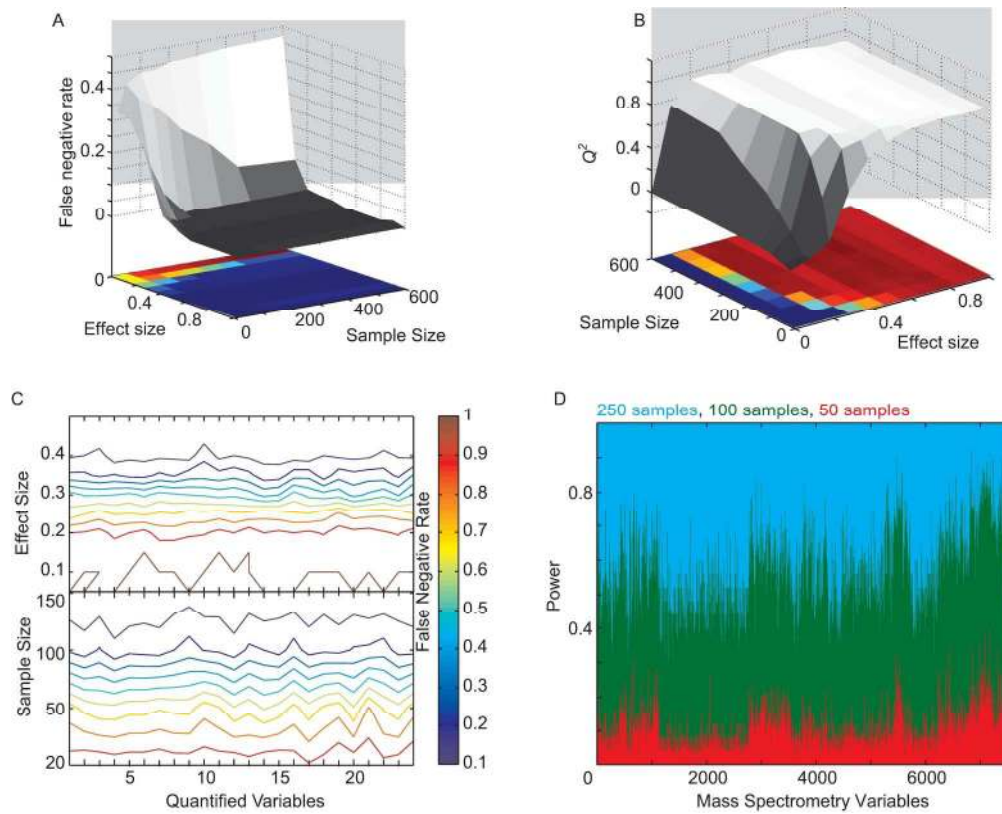 A
False negative rate
0.4
0.2
0
0
0.4
0.8
Effect size
0
200
400
600
Sample Size
B
Q²
0.8
0.4
0
600
400
200
0
Sample Size
0
0.4
0.8
Effect size
C
Effect Size
0.4
0.3
0.2
0.1
Sample Size
150
100
50
20
5
10
15
20
Quantified Variables
False Negative Rate
1
0.9
0.8
0.7
0.6
0.5
0.4
0.3
0.2
0.1
D
250 samples, 100 samples, 50 samples
Power
0.8
0.4
0
2000
4000
6000
Mass Spectrometry Variables